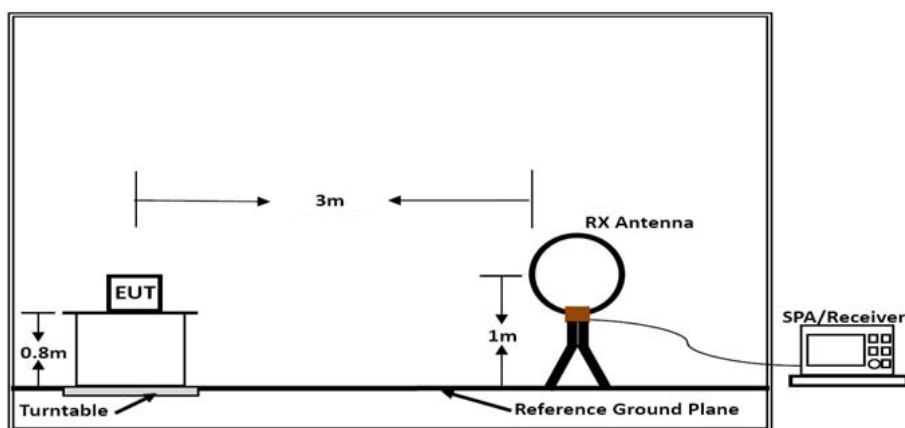 3m
RX Antenna
EUT
SPA/Receiver
0.8m
1m
Turntable
Reference Ground Plane